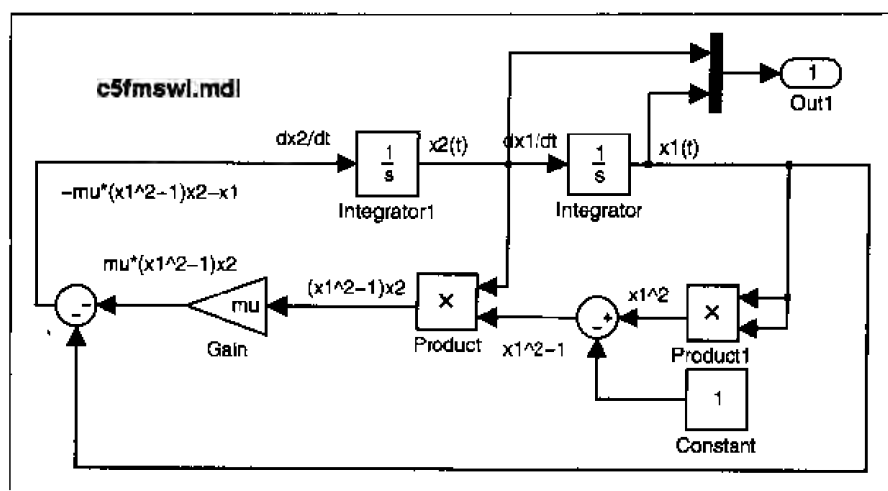 c5fmswl.mdl
1
Out1
dx2/dt
1
s
x2(t)
dx1/dt
1
s
x1(t)
Integrator1
Integrator
-mu*(x1^2-1)x2-x1
mu*(x1^2-1)x2
-
-
mu
Gain
(x1^2-1)x2
×
Product
x1^2-1
+
-
x1^2
×
Product1
1
Constant